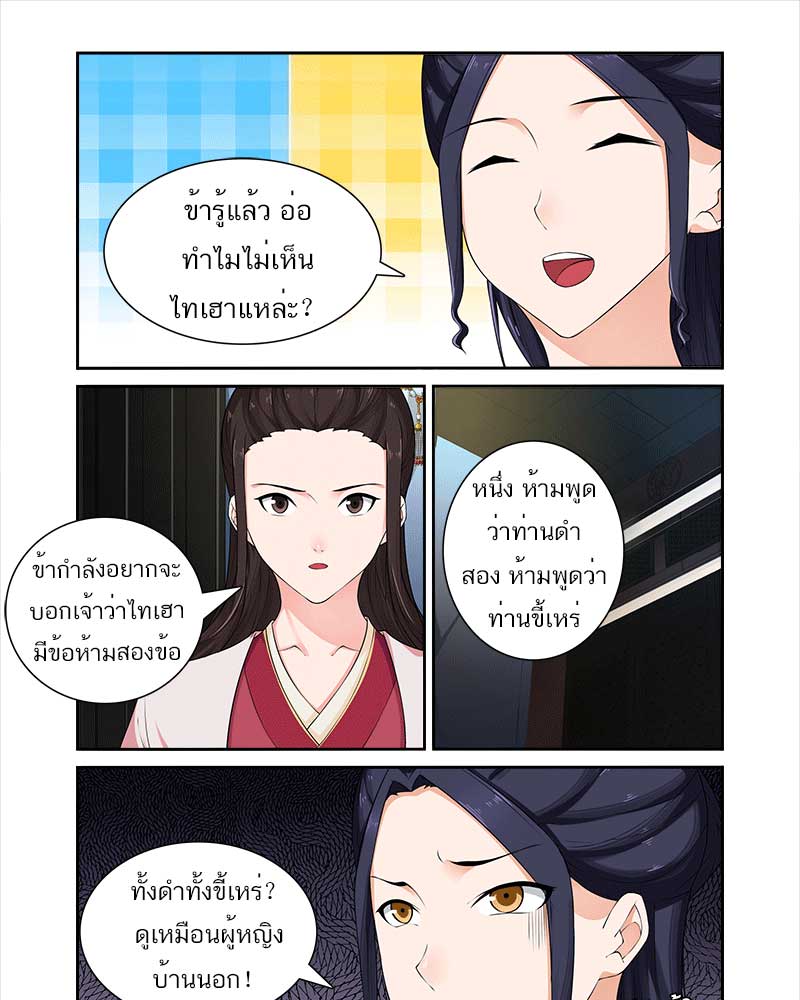 ข้ารู้แล้ว อ่อ
ทำไมไม่เห็น
ไทเฮาแหล่ะ?
ข้ากำลังอยากจะ
บอกเจ้าว่าไทเฮา
มีข้อห้ามสองข้อ
หนึ่ง ห้ามพูด
ว่าท่านดำ
สอง ห้ามพูดว่า
ท่านขี้เหร่
ทั้งดำทั้งขี้เหร่?
ดูเหมือนผู้หญิง
บ้านนอก!